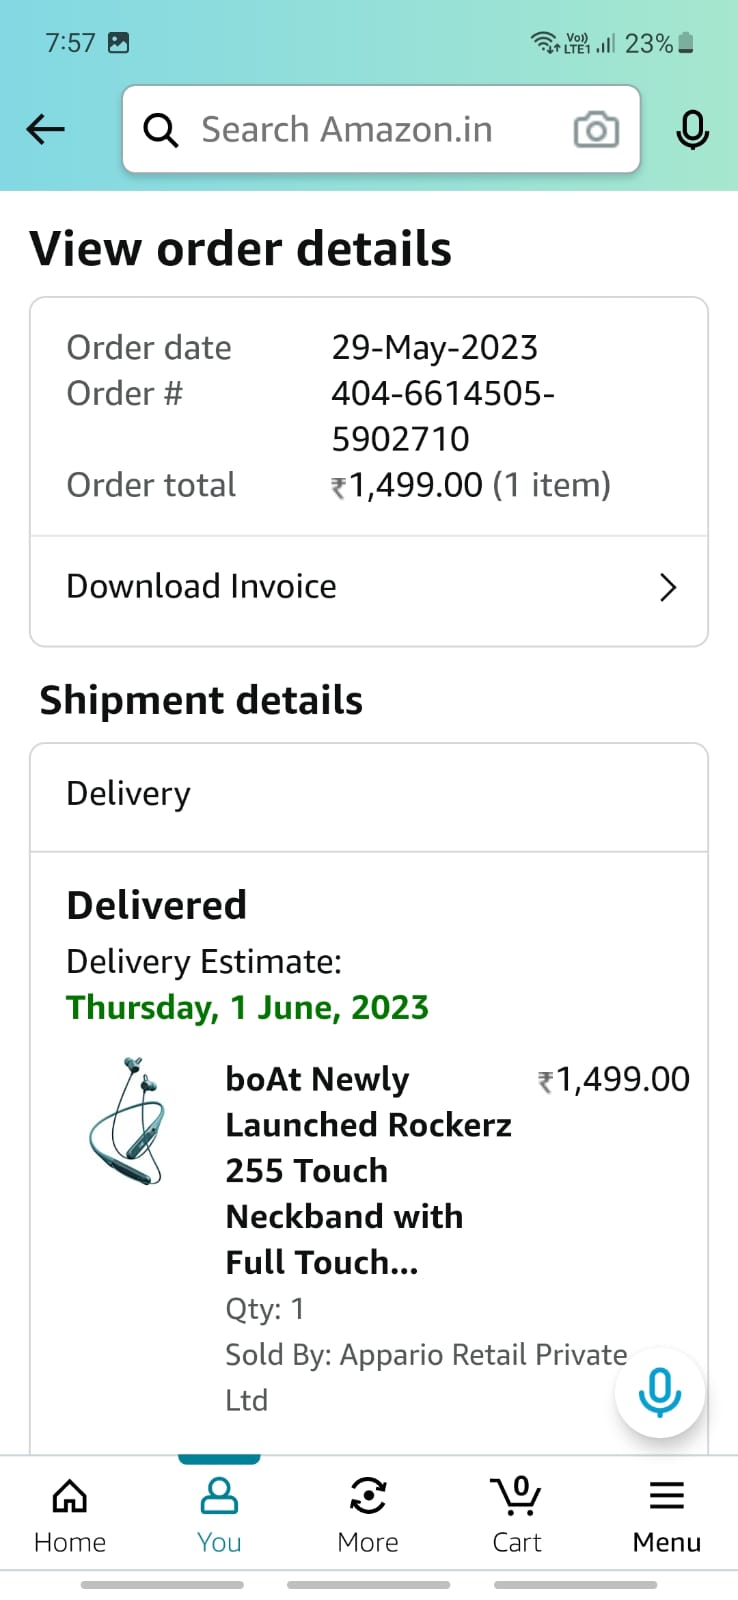 7:57
Vo)) LTE1 23%
Search Amazon.in
View order details
Order date 29-May-2023
Order # 404-6614505-
5902710
Order total ₹1,499.00 (1 item)
Download Invoice
Shipment details
Delivery
Delivered
Delivery Estimate:
Thursday, 1 June, 2023
boAt Newly ₹1,499.00
Launched Rockerz
255 Touch
Neckband with
Full Touch...
Qty: 1
Sold By: Appario Retail Private
Ltd
0
Home You More Cart Menu